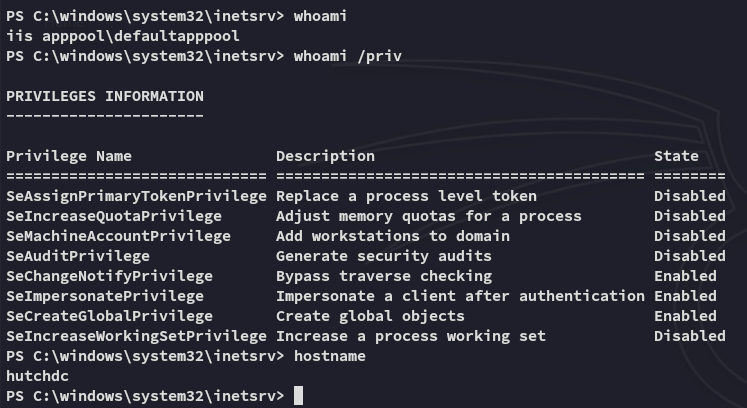 PS C:\windows\system32\inetsrv> whoami
iis apppool\defaultapppool
PS C:\windows\system32\inetsrv> whoami /priv
PRIVILEGES INFORMATION
----------------------
Privilege Name                Description                               State
============================= ========================================= ========
SeAssignPrimaryTokenPrivilege Replace a process level token             Disabled
SeIncreaseQuotaPrivilege      Adjust memory quotas for a process        Disabled
SeMachineAccountPrivilege     Add workstations to domain                Disabled
SeAuditPrivilege              Generate security audits                  Disabled
SeChangeNotifyPrivilege       Bypass traverse checking                  Enabled
SeImpersonatePrivilege        Impersonate a client after authentication Enabled
SeCreateGlobalPrivilege       Create global objects                     Enabled
SeIncreaseWorkingSetPrivilege Increase a process working set            Disabled
PS C:\windows\system32\inetsrv> hostname
hutchdc
PS C:\windows\system32\inetsrv>